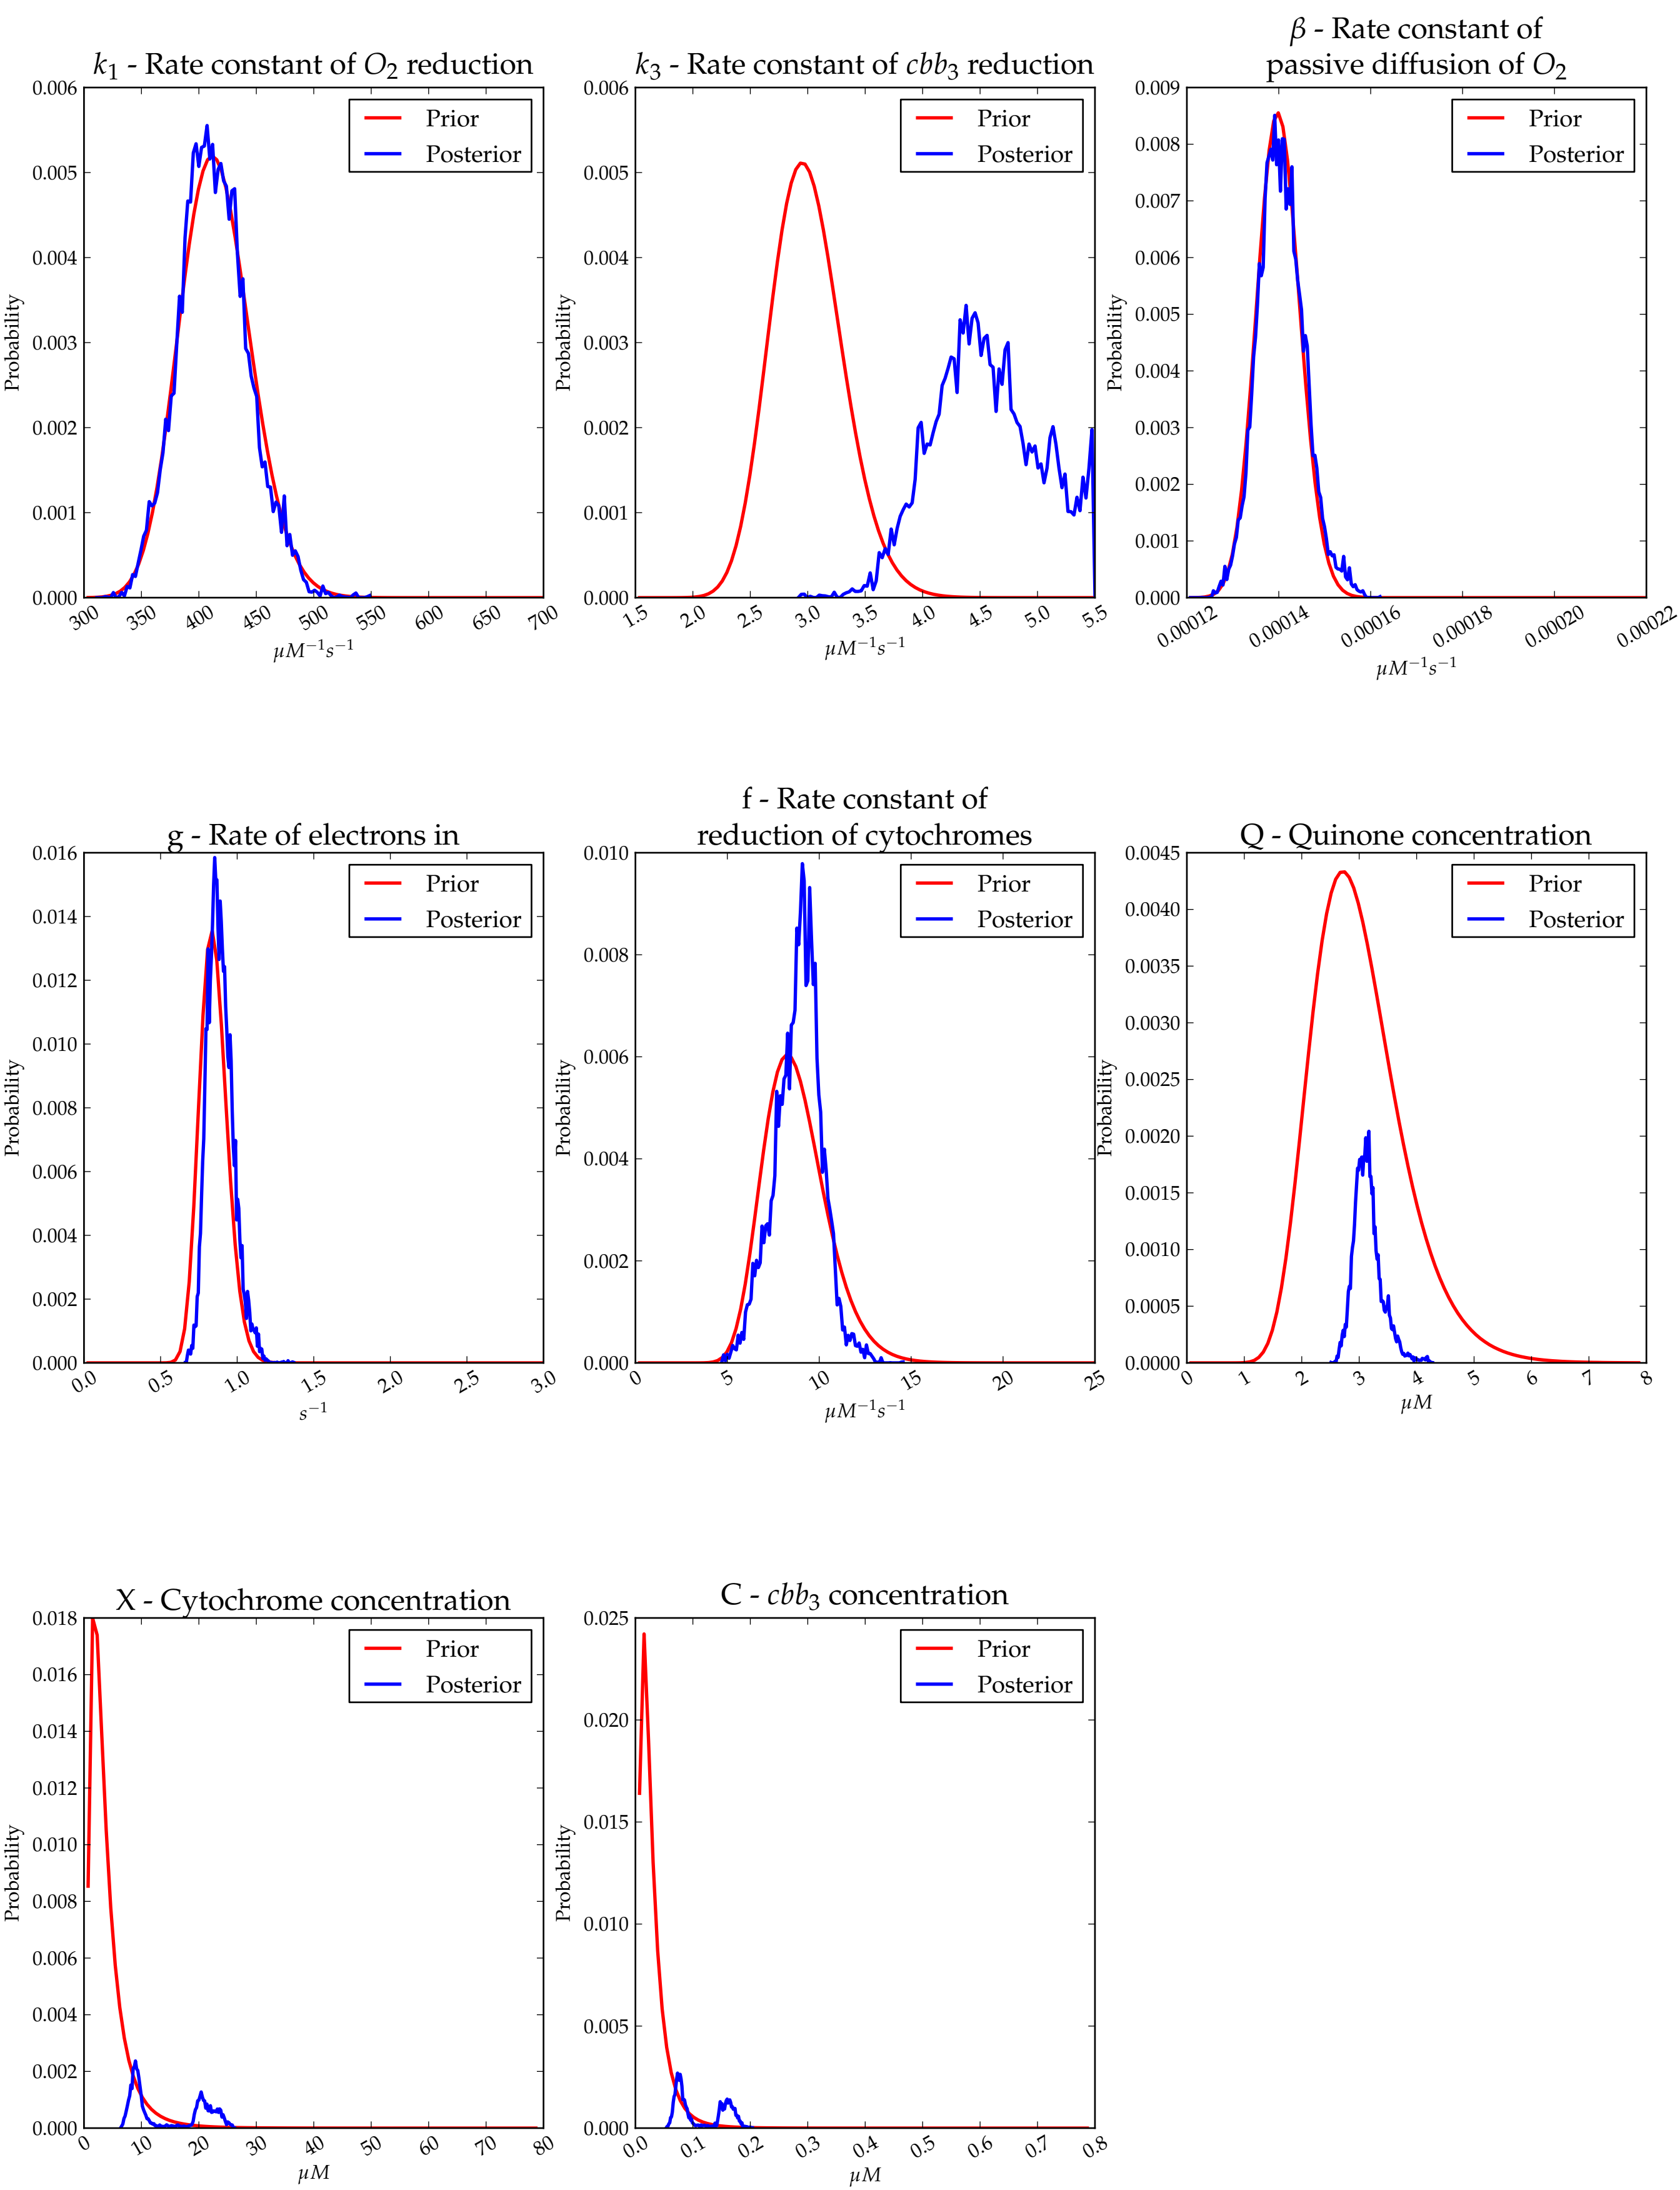 k₁ - Rate constant of O₂ reduction
0.006
0.005
0.004
0.003
0.002
0.001
0.000
Probability
Prior
Posterior
300 350 400 450 500 550 600 650 700
μM⁻¹s⁻¹
k₃ - Rate constant of cbb₃ reduction
0.006
0.005
0.004
0.003
0.002
0.001
0.000
Probability
Prior
Posterior
1.5 2.0 2.5 3.0 3.5 4.0 4.5 5.0 5.5
μM⁻¹s⁻¹
β - Rate constant of
passive diffusion of O₂
0.009
0.008
0.007
0.006
0.005
0.004
0.003
0.002
0.001
0.000
Probability
Prior
Posterior
0.00012 0.00014 0.00016 0.00018 0.00020 0.00022
μM⁻¹s⁻¹
g - Rate of electrons in
0.016
0.014
0.012
0.010
0.008
0.006
0.004
0.002
0.000
Probability
Prior
Posterior
0.0 0.5 1.0 1.5 2.0 2.5 3.0
s⁻¹
f - Rate constant of
reduction of cytochromes
0.010
0.008
0.006
0.004
0.002
0.000
Probability
Prior
Posterior
0 5 10 15 20 25
μM⁻¹s⁻¹
Q - Quinone concentration
0.0045
0.0040
0.0035
0.0030
0.0025
0.0020
0.0015
0.0010
0.0005
0.0000
Probability
Prior
Posterior
0 1 2 3 4 5 6 7 8
μM
X - Cytochrome concentration
0.018
0.016
0.014
0.012
0.010
0.008
0.006
0.004
0.002
0.000
Probability
Prior
Posterior
0 10 20 30 40 50 60 70 80
μM
C - cbb₃ concentration
0.025
0.020
0.015
0.010
0.005
0.000
Probability
Prior
Posterior
0.0 0.1 0.2 0.3 0.4 0.5 0.6 0.7 0.8
μM